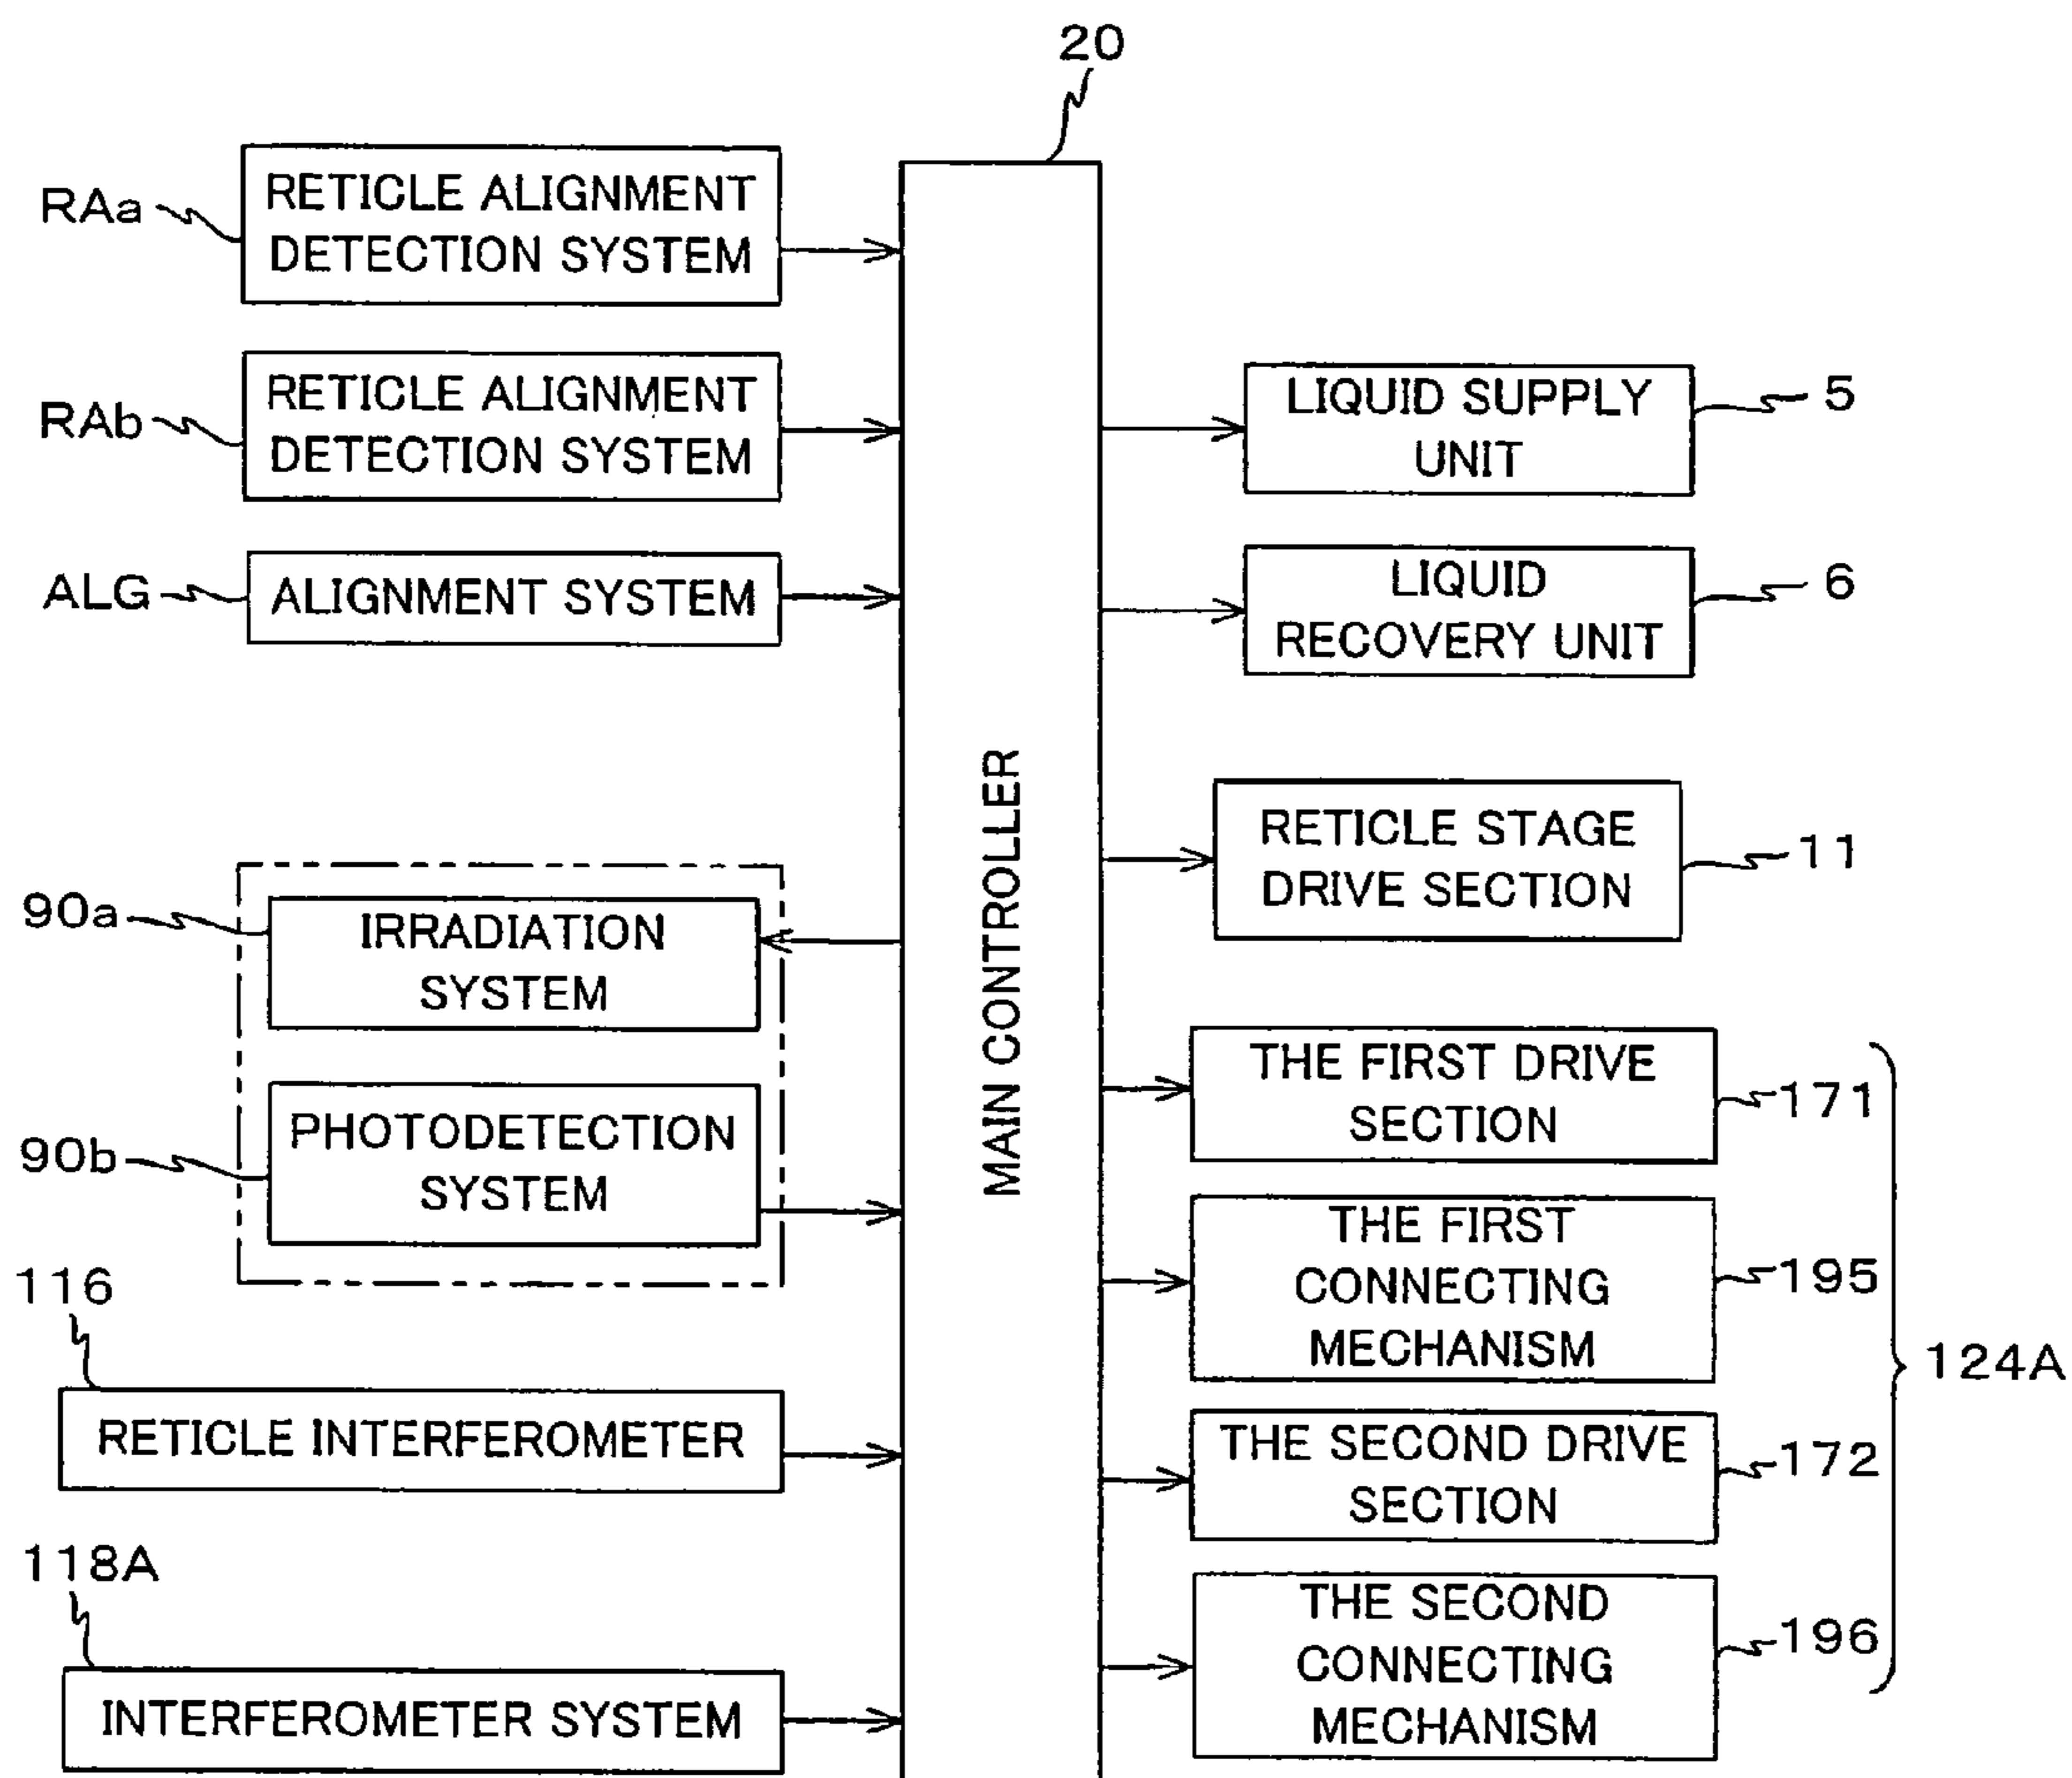 20
RAa
RETICLE ALIGNMENT
DETECTION SYSTEM
RAb
RETICLE ALIGNMENT
DETECTION SYSTEM
ALG
ALIGNMENT SYSTEM
90a
IRRADIATION
SYSTEM
90b
PHOTODETECTION
SYSTEM
116
RETICLE INTERFEROMETER
118A
INTERFEROMETER SYSTEM
MAIN CONTROLLER
LIQUID SUPPLY
UNIT
5
LIQUID
RECOVERY UNIT
6
RETICLE STAGE
DRIVE SECTION
11
THE FIRST DRIVE
SECTION
171
THE FIRST
CONNECTING
MECHANISM
195
THE SECOND DRIVE
SECTION
172
THE SECOND
CONNECTING
MECHANISM
196
124A